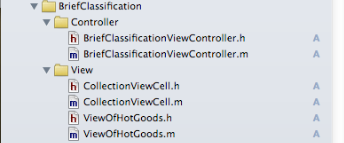 BriefClassification
Controller
h BriefClassificationViewController.h A
m BriefClassificationViewController.m A
View
h CollectionViewCell.h A
m CollectionViewCell.m A
h ViewOfHotGoods.h A
m ViewOfHotGoods.m A